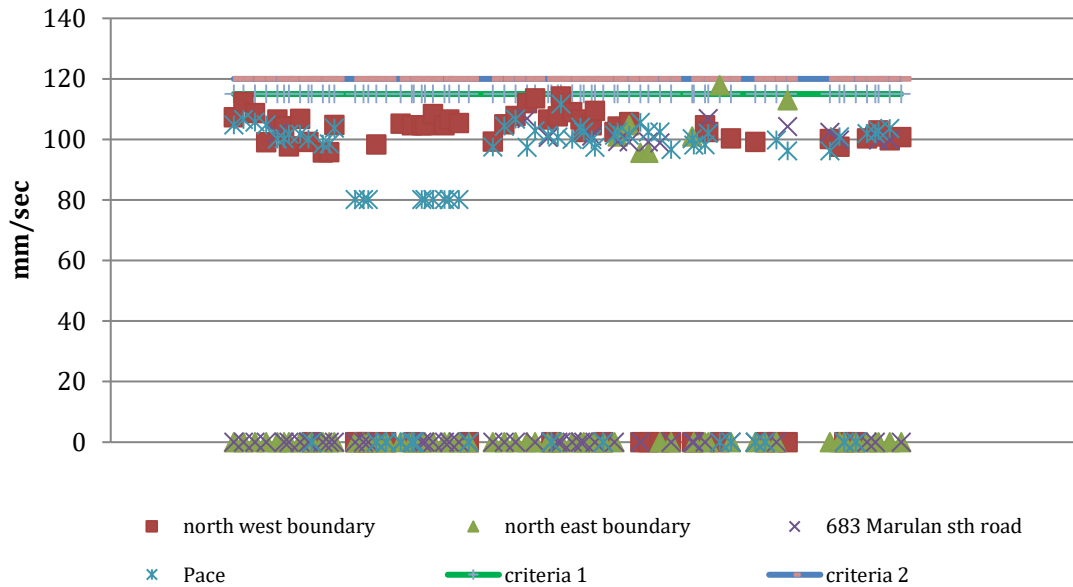 140
120
100
80
60
40
20
0
mm/sec
north west boundary north east boundary 683 Marulan sth road
Pace criteria 1 criteria 2